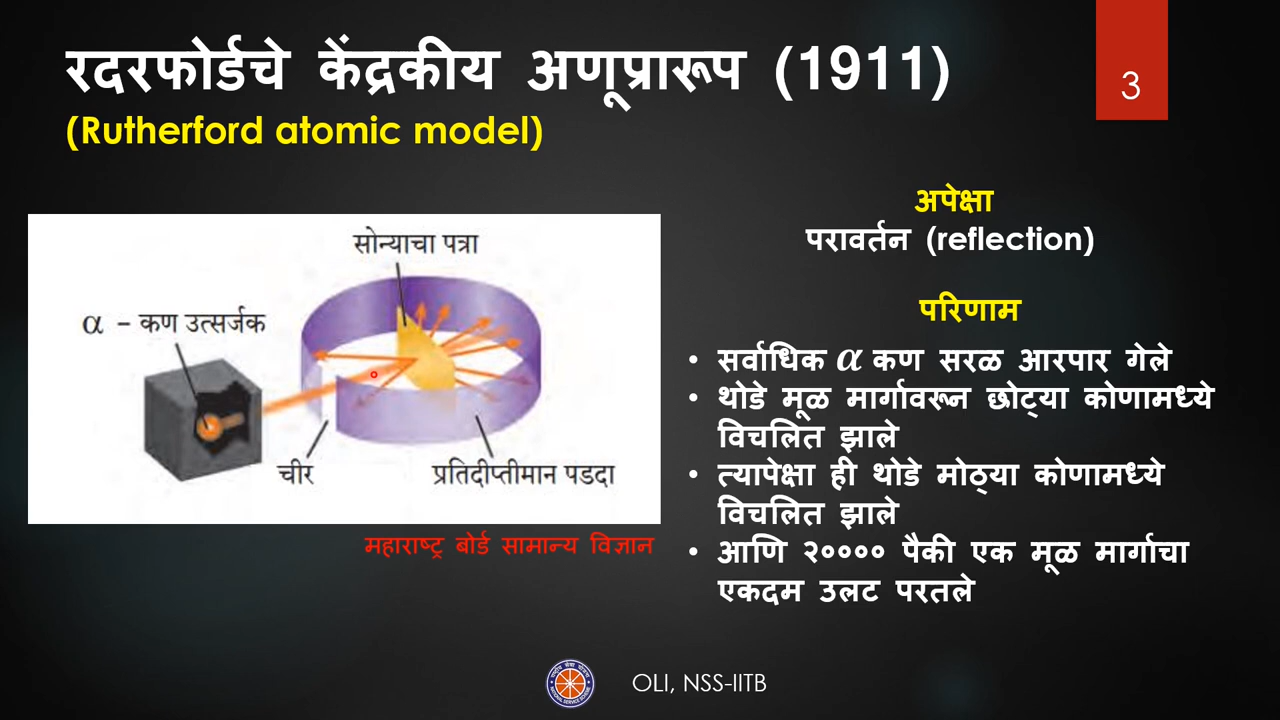 रदरफोर्डचे केंद्रकीय अणूप्रारूप (1911)
(Rutherford atomic model)
3
सोन्याचा पत्रा
α - कण उत्सर्जक
चीर
प्रतिदीप्तीमान पडदा
महाराष्ट्र बोर्ड सामान्य विज्ञान
अपेक्षा
परावर्तन (reflection)
परिणाम
• सर्वाधिक α कण सरळ आरपार गेले
• थोडे मूळ मार्गावरून छोट्या कोणामध्ये
विचलित झाले
• त्यापेक्षा ही थोडे मोठ्या कोणामध्ये
विचलित झाले
• आणि २०००० पैकी एक मूळ मार्गाचा
एकदम उलट परतले
OLI, NSS-IITB